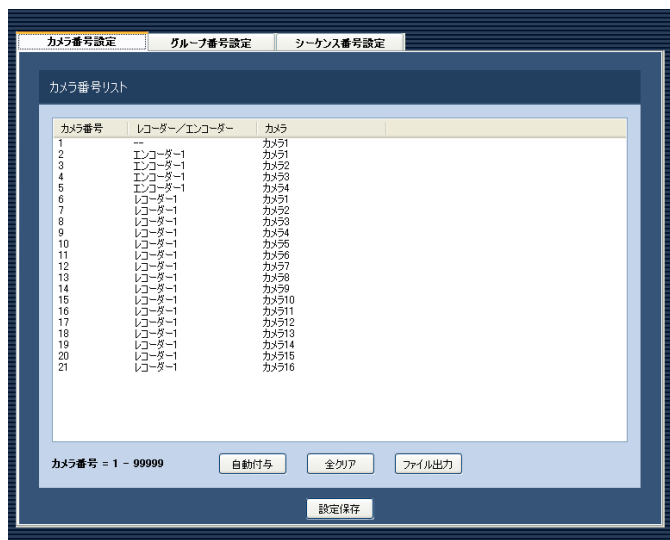 カメラ番号設定 グループ番号設定 シーケンス番号設定
カメラ番号リスト
カメラ番号 レコーダー／エンコーダー カメラ
1 -- カメラ1
2 エンコーダー1 カメラ1
3 エンコーダー1 カメラ2
4 エンコーダー1 カメラ3
5 エンコーダー1 カメラ4
6 レコーダー1 カメラ1
7 レコーダー1 カメラ2
8 レコーダー1 カメラ3
9 レコーダー1 カメラ4
10 レコーダー1 カメラ5
11 レコーダー1 カメラ6
12 レコーダー1 カメラ7
13 レコーダー1 カメラ8
14 レコーダー1 カメラ9
15 レコーダー1 カメラ10
16 レコーダー1 カメラ11
17 レコーダー1 カメラ12
18 レコーダー1 カメラ13
19 レコーダー1 カメラ14
20 レコーダー1 カメラ15
21 レコーダー1 カメラ16
カメラ番号 = 1 - 99999 自動付与 全クリア ファイル出力
設定保存